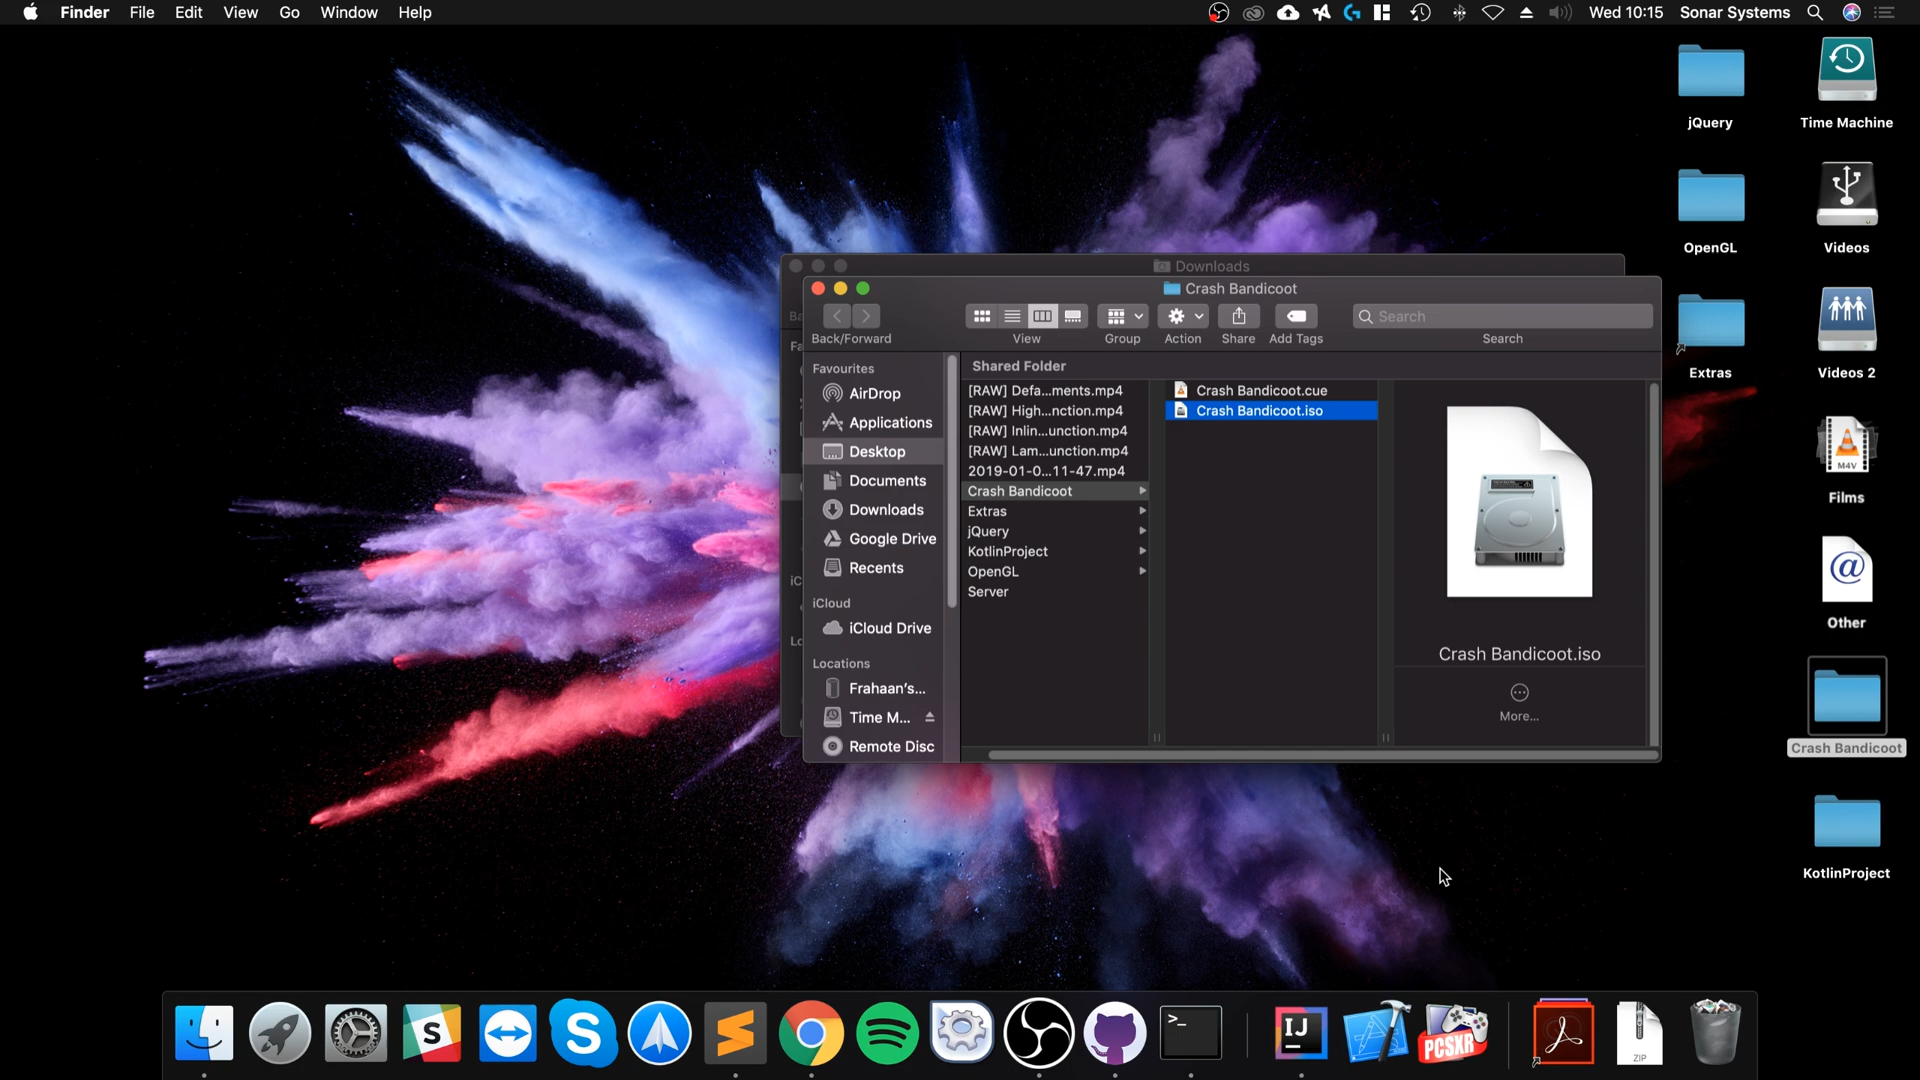 Finder File Edit View Go Window Help
Wed 10:15 Sonar Systems
jQuery
Time Machine
OpenGL
Videos
Extras
Videos 2
M4V
Films
Other
Crash Bandicoot
KotlinProject
Downloads
Crash Bandicoot
Search
Back/Forward View Group Action Share Add Tags Search
Favourites
AirDrop
Applications
Desktop
Documents
Downloads
Google Drive
Recents
iCloud
iCloud Drive
Locations
Frahaan's...
Time M...
Remote Disc
Shared Folder
[RAW] Defa...ments.mp4
[RAW] High...nction.mp4
[RAW] Inlin...unction.mp4
[RAW] Lam...unction.mp4
2019-01-0...11-47.mp4
Crash Bandicoot
Extras
jQuery
KotlinProject
OpenGL
Server
Crash Bandicoot.cue
Crash Bandicoot.iso
Crash Bandicoot.iso
More...
S
S
>_
IJ
PCSXR
ZIP